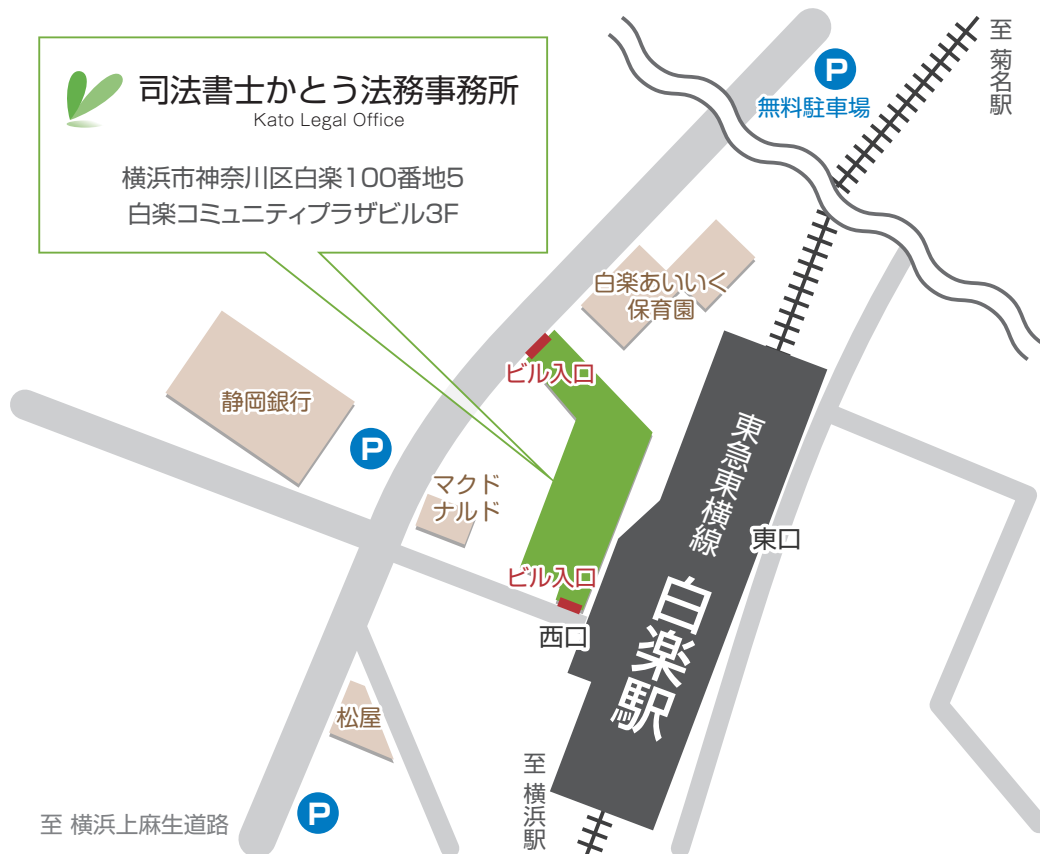 司法書士かとう法務事務所
Kato Legal Office
横浜市神奈川区白楽100番地5
白楽コミュニティプラザビル3F
至 菊名駅
P
無料駐車場
白楽あいいく
保育園
ビル入口
静岡銀行
P
マクド
ナルド
東急東横線
白楽駅
東口
ビル入口
西口
松屋
P
至 横浜上麻生道路
至 横浜駅